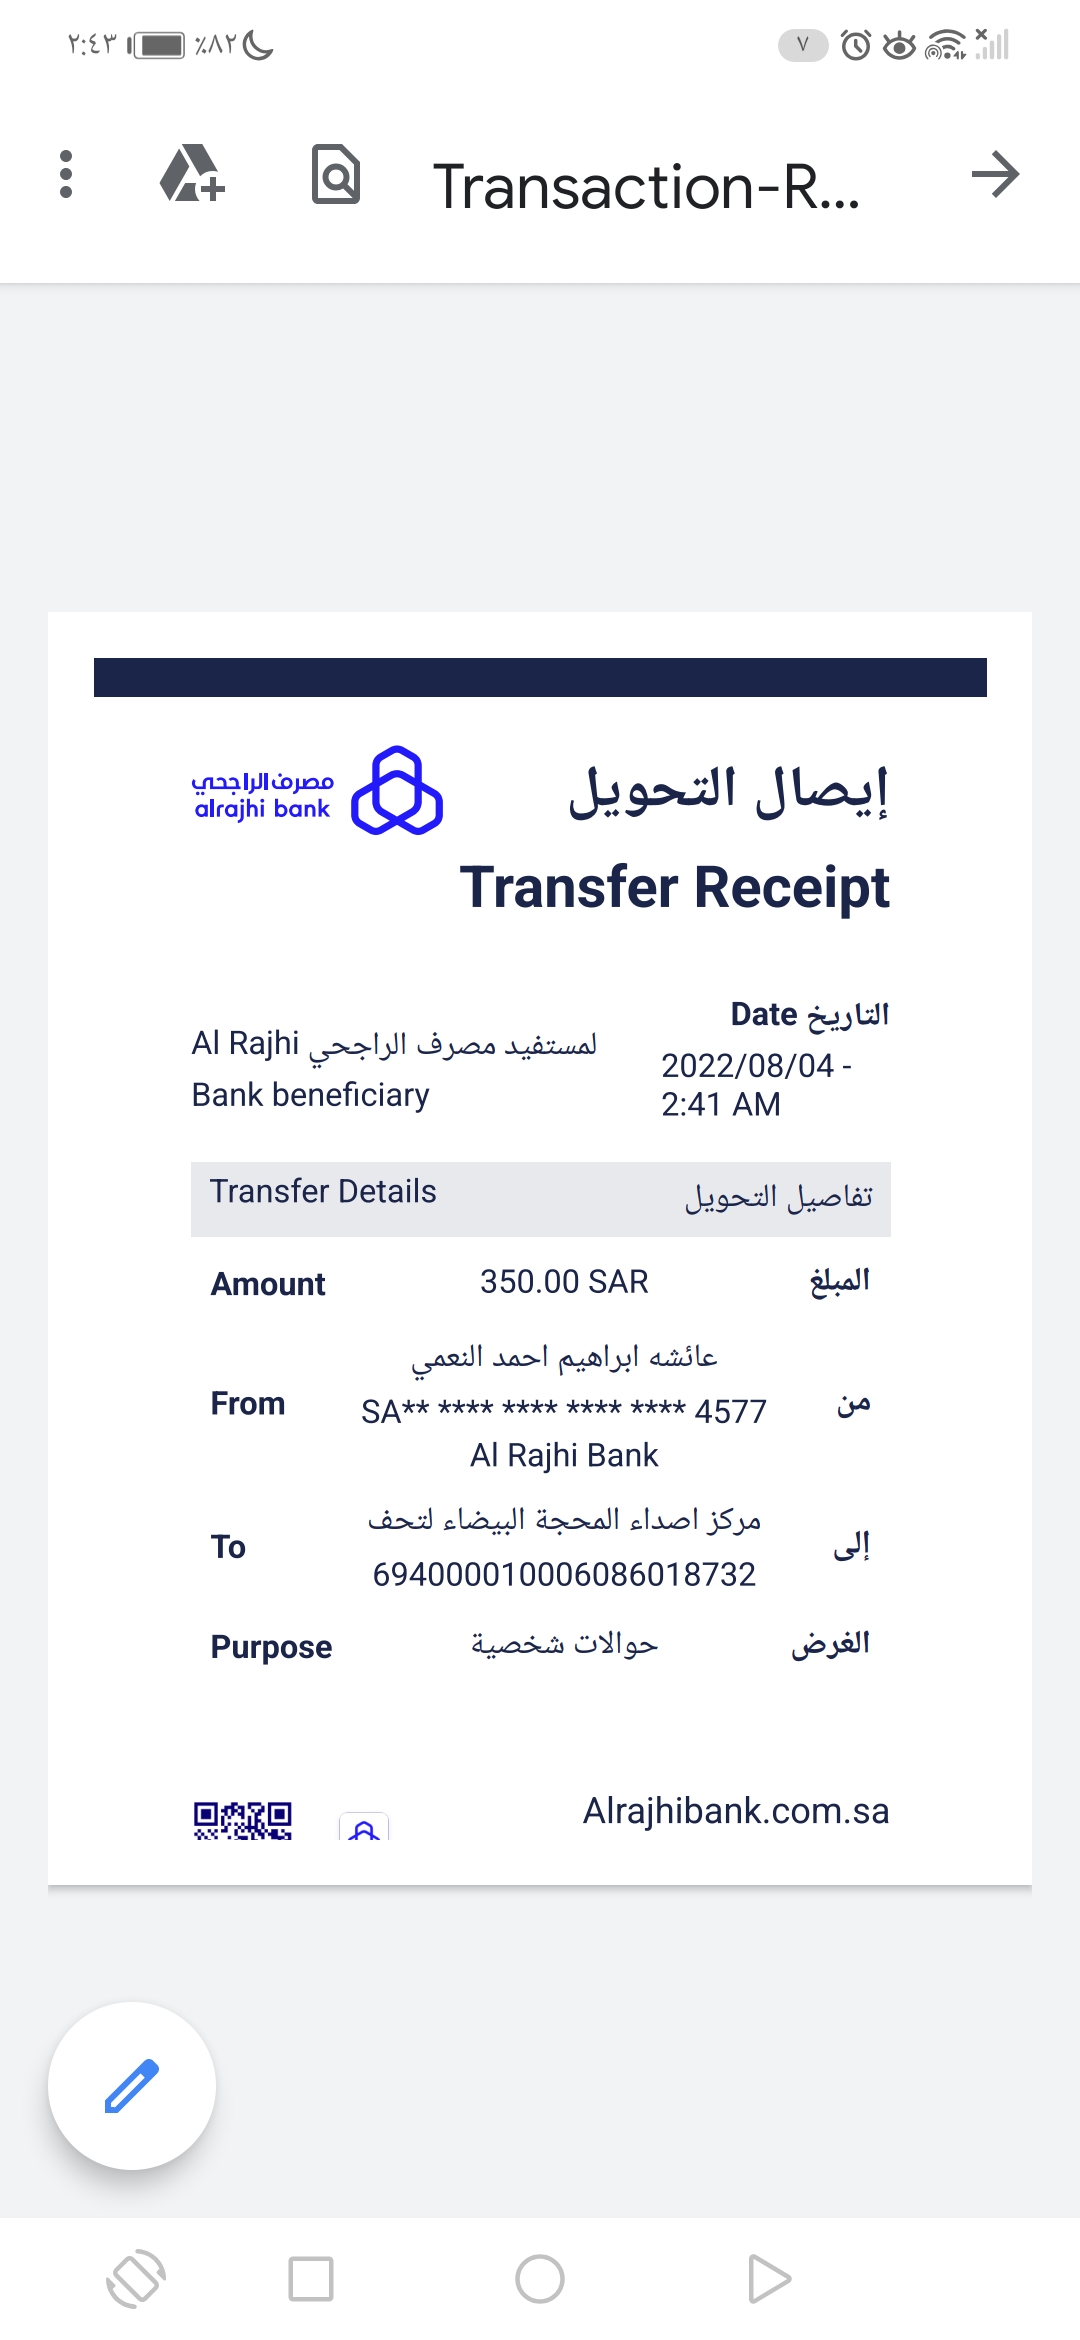 ٢:٤٣ ٪٨٢ ٧
Transaction-R...
إيصال التحويل
مصرف الراجحي
alrajhi bank
Transfer Receipt
التاريخ Date
2022/08/04 -
2:41 AM
Al Rajhi لمستفيد مصرف الراجحي
Bank beneficiary
Transfer Details تفاصيل التحويل
Amount 350.00 SAR المبلغ
عائشه ابراهيم احمد النعمي
From SA** **** **** **** **** 4577 من
Al Rajhi Bank
مركز اصداء المحجة البيضاء لتحف
To إلى
694000010006086018732
Purpose حوالات شخصية الغرض
Alrajhibank.com.sa